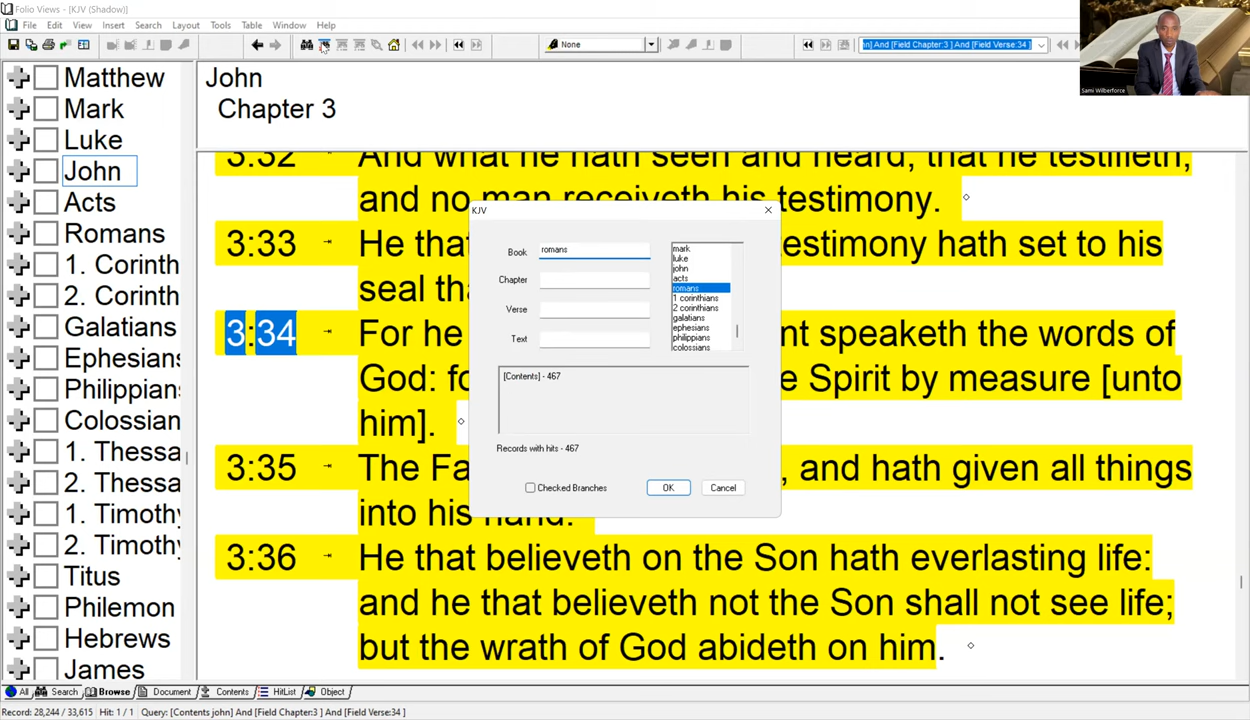 Folio Views - KJV (Shadow)
File Edit View Insert Search Layout Tools Table Window Help
None
n] And [Field Chapter:3 ] And [Field Verse:34 ]
Sami Wilberforce
Matthew
Mark
Luke
John
Acts
Romans
1. Corinth
2. Corinth
Galatians
Ephesians
Philippians
Colossian
1. Thessa
2. Thessa
1. Timothy
2. Timothy
Titus
Philemon
Hebrews
James
John
Chapter 3
3:32 And what he hath seen and heard, that he testifieth;
and no man receiveth his testimony.
3:33 He that testimony hath set to his
seal tha
3:34 For he nt speaketh the words of
God: fo e Spirit by measure [unto
him].
3:35 The Fa , and hath given all things
into his hand.
3:36 He that believeth on the Son hath everlasting life:
and he that believeth not the Son shall not see life;
but the wrath of God abideth on him.
KJV
Book romans
Chapter
Verse
Text
mark
luke
john
acts
romans
1 corinthians
2 corinthians
galatians
ephesians
philippians
colossians
[Contents] - 467
Records with hits - 467
Checked Branches OK Cancel
All Search Browse Document Contents HitList Object
Record: 28,244 / 33,615 Hit: 1 / 1 Query: [Contents john] And [Field Chapter:3 ] And [Field Verse:34 ]